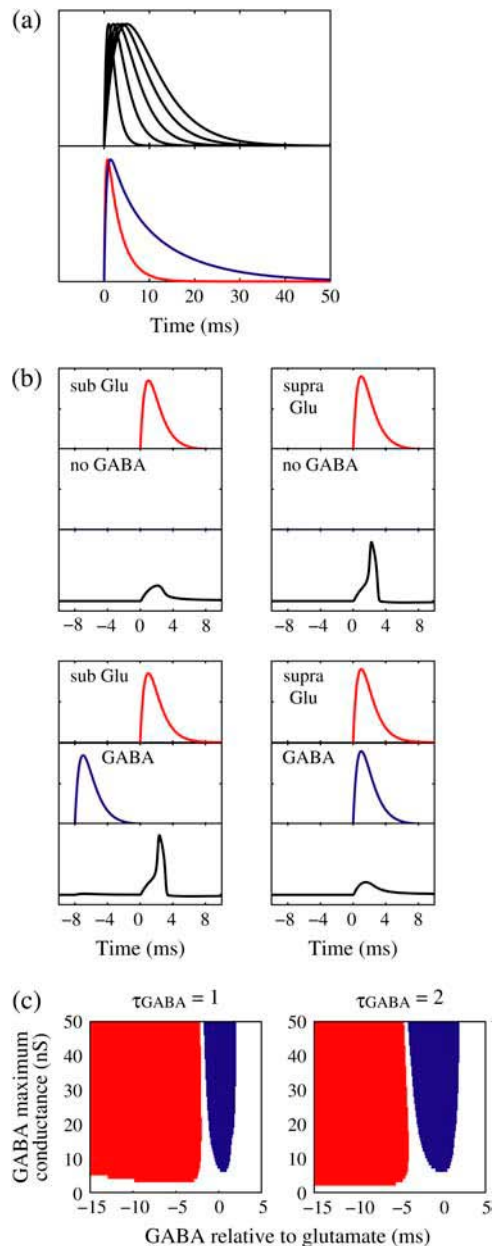 (a)
0 10 20 30 40 50
Time (ms)
(b)
sub Glu
no GABA
−8 −4 0 4 8
supra
Glu
no GABA
−8 −4 0 4 8
sub Glu
GABA
−8 −4 0 4 8
Time (ms)
supra
Glu
GABA
−8 −4 0 4 8
Time (ms)
(c)
τGABA = 1
τGABA = 2
GABA maximum
conductance (nS)
50
40
30
20
10
0
−15 −10 −5 0 5
50
40
30
20
10
0
−15 −10 −5 0 5
GABA relative to glutamate (ms)